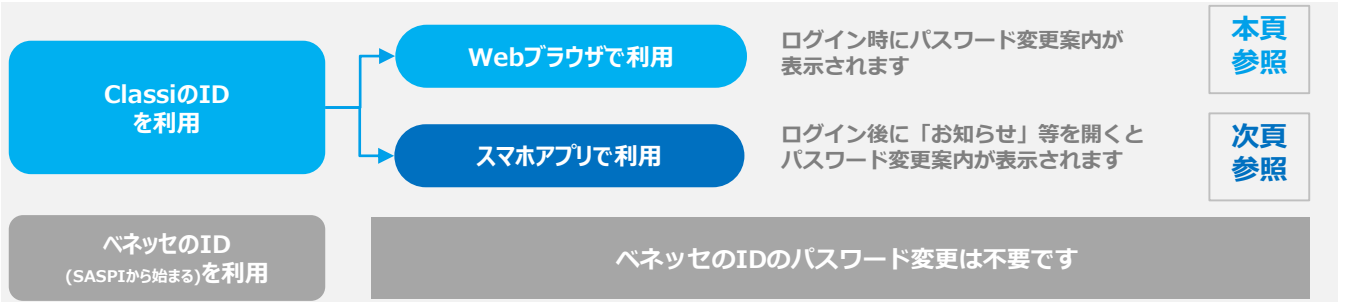 ClassiのID
を利用
Webブラウザで利用
ログイン時にパスワード変更案内が
表示されます
本頁
参照
スマホアプリで利用
ログイン後に「お知らせ」等を開くと
パスワード変更案内が表示されます
次頁
参照
ベネッセのID
(SASPIから始まる)を利用
ベネッセのIDのパスワード変更は不要です